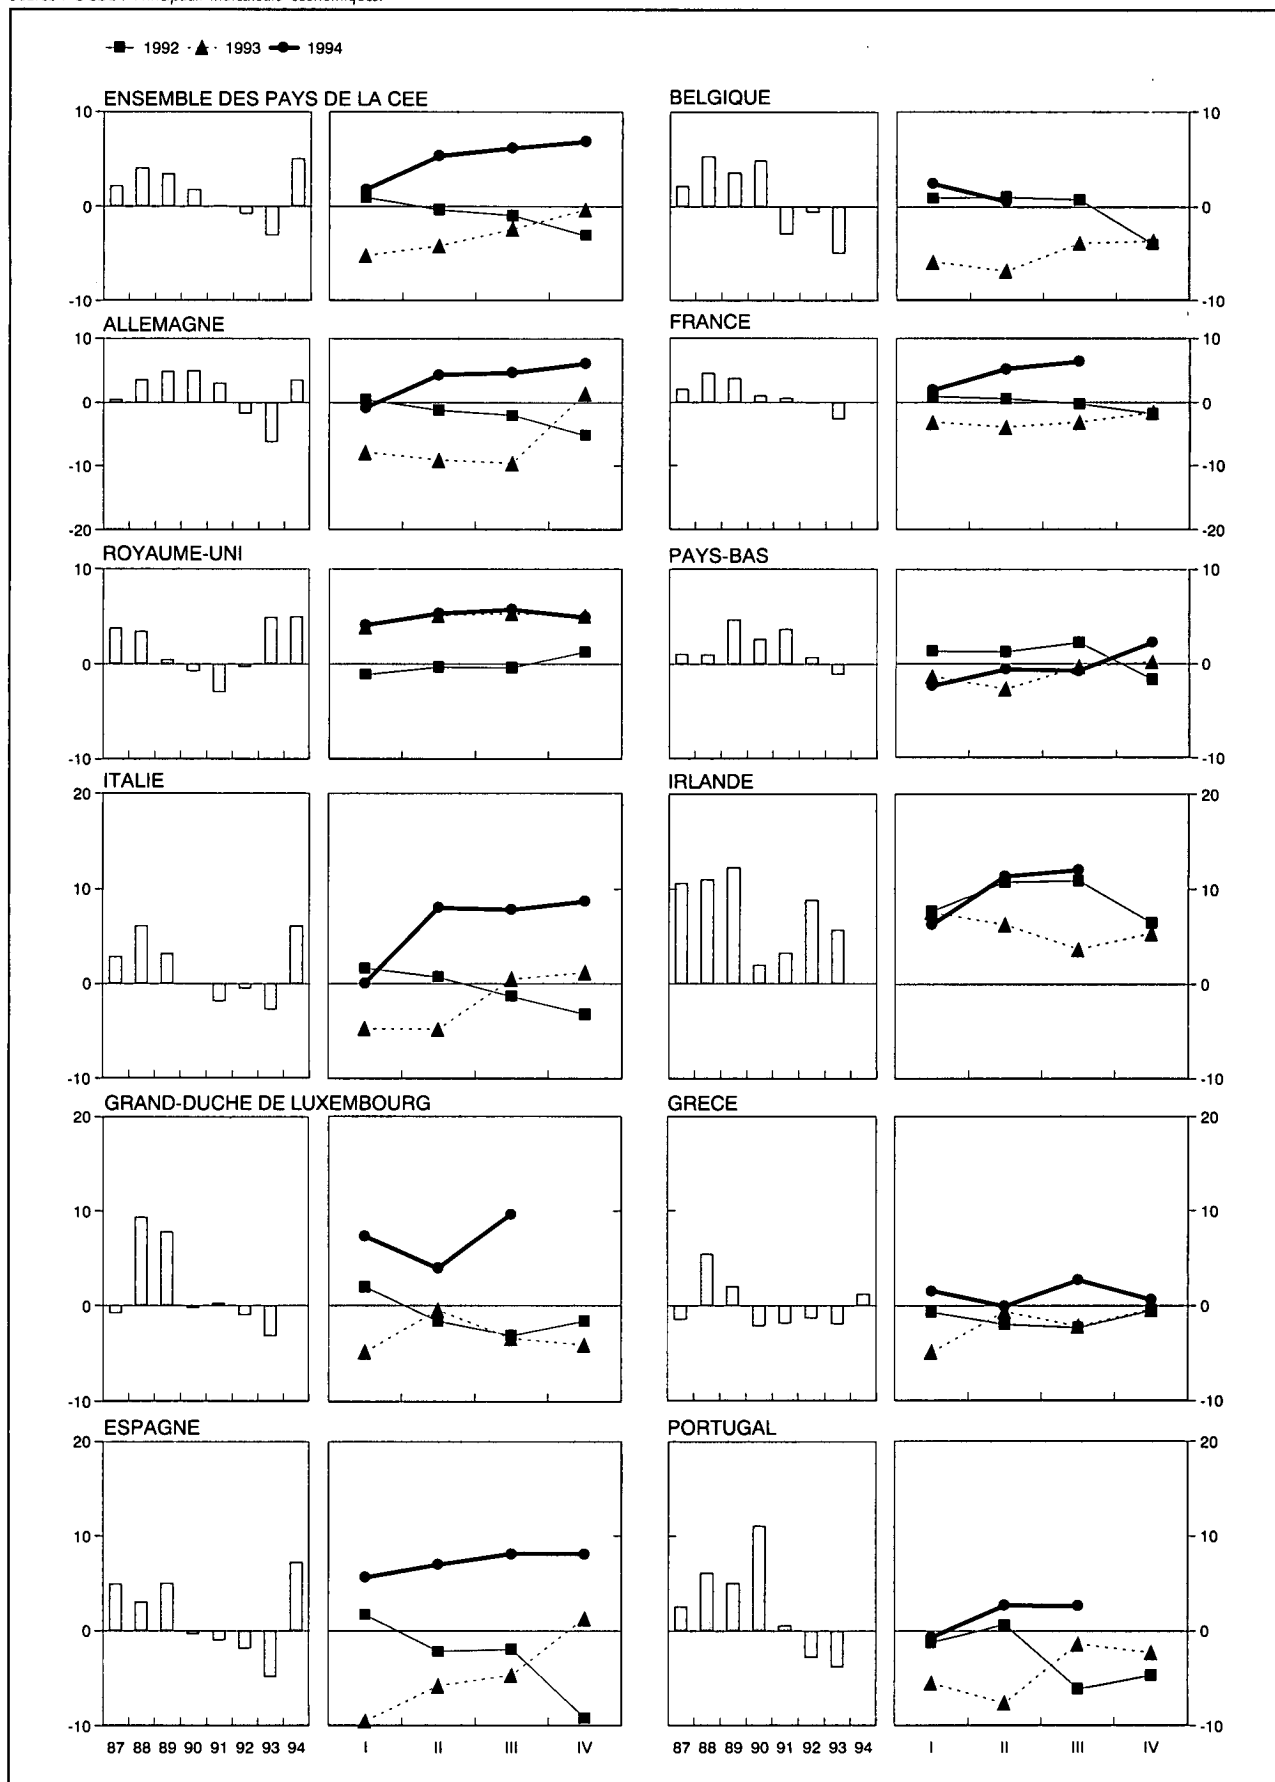 1992 1993 1994
ENSEMBLE DES PAYS DE LA CEE
10
0
-10
BELGIQUE
10
0
-10
ALLEMAGNE
10
0
-10
-20
FRANCE
10
0
-10
-20
ROYAUME-UNI
10
0
-10
PAYS-BAS
10
0
-10
ITALIE
20
10
0
-10
IRLANDE
20
10
0
-10
GRAND-DUCHE DE LUXEMBOURG
20
10
0
-10
GRECE
20
10
0
-10
ESPAGNE
20
10
0
-10
87 88 89 90 91 92 93 94 I II III IV
PORTUGAL
20
10
0
-10
87 88 89 90 91 92 93 94 I II III IV